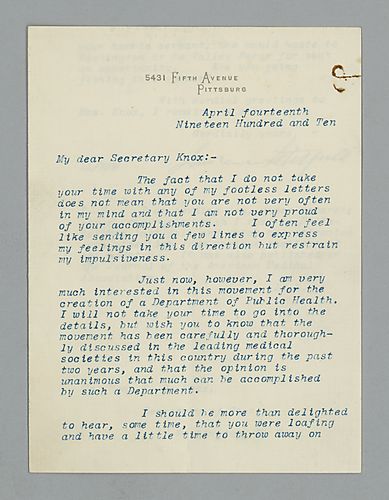 5431 Fifth Avenue
Pittsburg
April fourteenth
Nineteen Hundred and Ten
My dear Secretary Knox:-
The fact that I do not take
your time with any of my footless letters
does not mean that you are not very often
in my mind and that I am not very proud
of your accomplishments. I often feel
like sending you a few lines to express
my feelings in this direction but restrain
my impulsiveness.
Just now, however, I am very
much interested in this movement for the
creation of a Department of Public Health.
I will not take your time to go into the
details, but wish you to know that the
movement has been carefully and thorough-
ly discussed in the leading medical
societies in this country during the past
two years, and that the opinion is
unanimous that much can be accomplished
by such a Department.
I should be more than delighted
to hear, some time, that you were loafing
and have a little time to throw away on